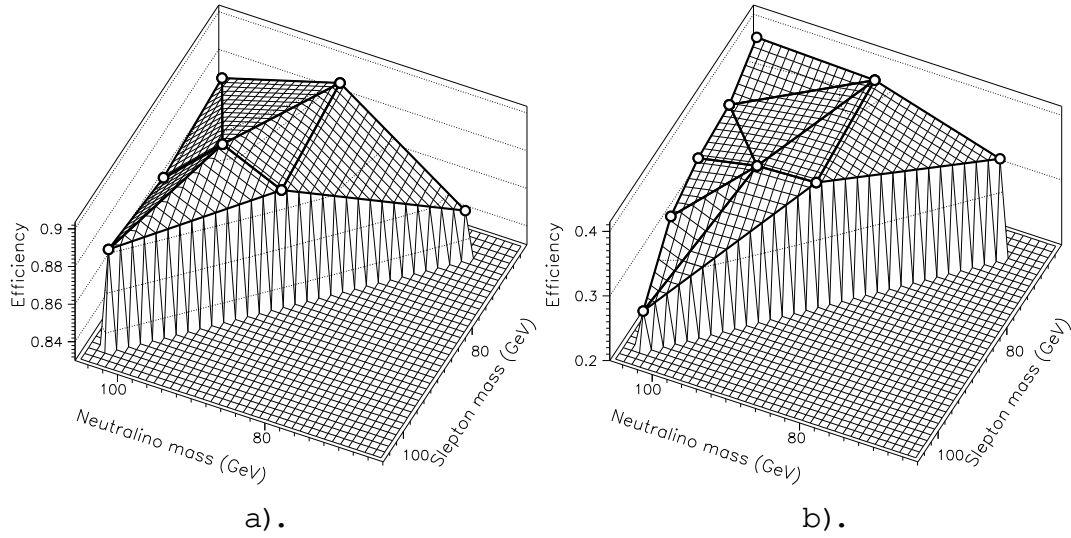 Efficiency
0.9
0.88
0.86
0.84
100
80
Neutralino mass (GeV)
80
100
Slepton mass (GeV)
a).
Efficiency
0.4
0.3
0.2
100
80
Neutralino mass (GeV)
80
100
Slepton mass (GeV)
b).